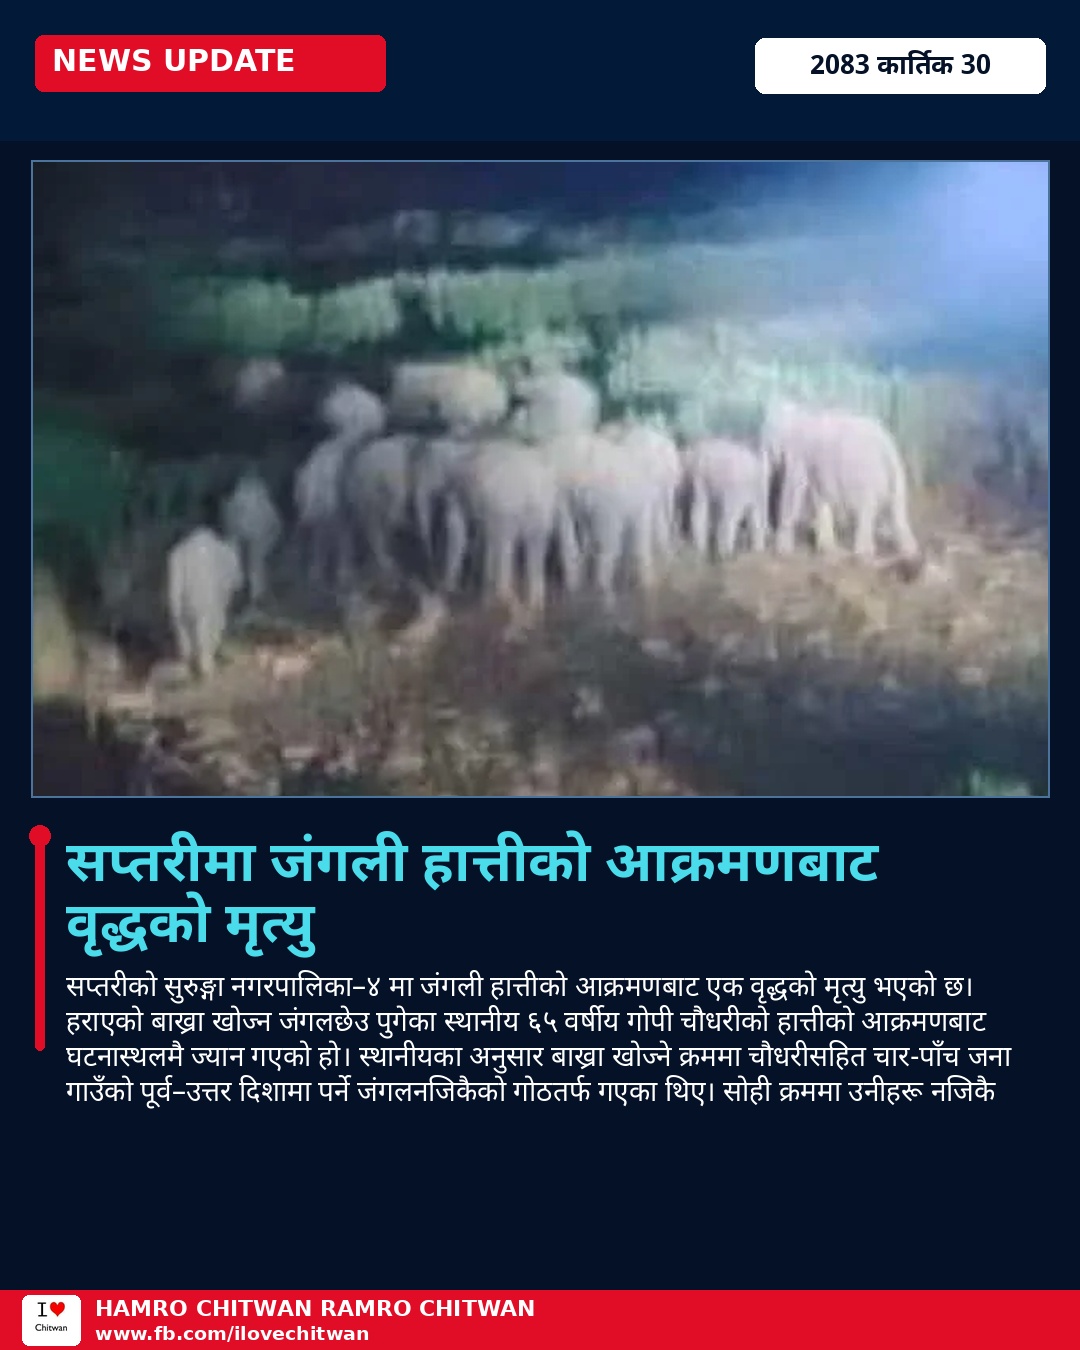 NEWS UPDATE
2083 कार्तिक 30
सप्तरीमा जंगली हात्तीको आक्रमणबाट
वृद्धको मृत्यु
सप्तरीको सुरुङ्गा नगरपालिका–४ मा जंगली हात्तीको आक्रमणबाट एक वृद्धको मृत्यु भएको छ।
हराएको बाख्रा खोज्न जंगलछेउ पुगेका स्थानीय ६५ वर्षीय गोपी चौधरीको हात्तीको आक्रमणबाट
घटनास्थलमै ज्यान गएको हो। स्थानीयका अनुसार बाख्रा खोज्ने क्रममा चौधरीसहित चार-पाँच जना
गाउँको पूर्व–उत्तर दिशामा पर्ने जंगलनजिकैको गोठतर्फ गएका थिए। सोही क्रममा उनीहरू नजिकै
I❤
Chitwan
HAMRO CHITWAN RAMRO CHITWAN
www.fb.com/ilovechitwan